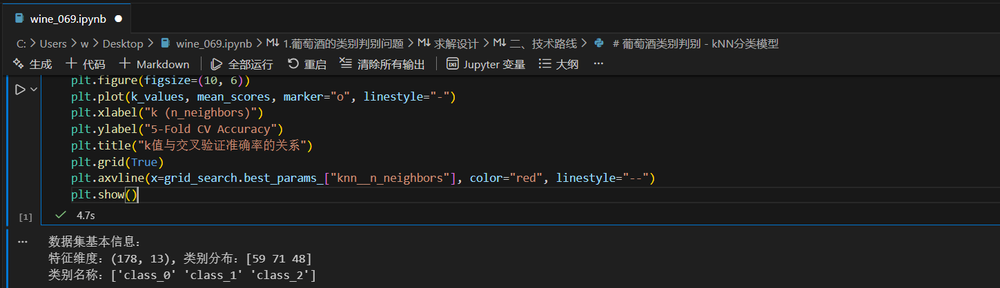 wine_069.ipynb
C: > Users > w > Desktop > wine_069.ipynb > M↓ 1.葡萄酒的类别判别问题 > M↓ 求解设计 > M↓ 二、技术路线 > # 葡萄酒类别判别 - kNN分类模型
生成 + 代码 + Markdown 全部运行 重启 清除所有输出 Jupyter 变量 大纲 ...
plt.figure(figsize=(10, 6))
plt.plot(k_values, mean_scores, marker="o", linestyle="-")
plt.xlabel("k (n_neighbors)")
plt.ylabel("5-Fold CV Accuracy")
plt.title("k值与交叉验证准确率的关系")
plt.grid(True)
plt.axvline(x=grid_search.best_params_["knn__n_neighbors"], color="red", linestyle="--")
plt.show()
[1] 4.7s
... 数据集基本信息：
特征维度：(178, 13), 类别分布：[59 71 48]
类别名称：['class_0' 'class_1' 'class_2']